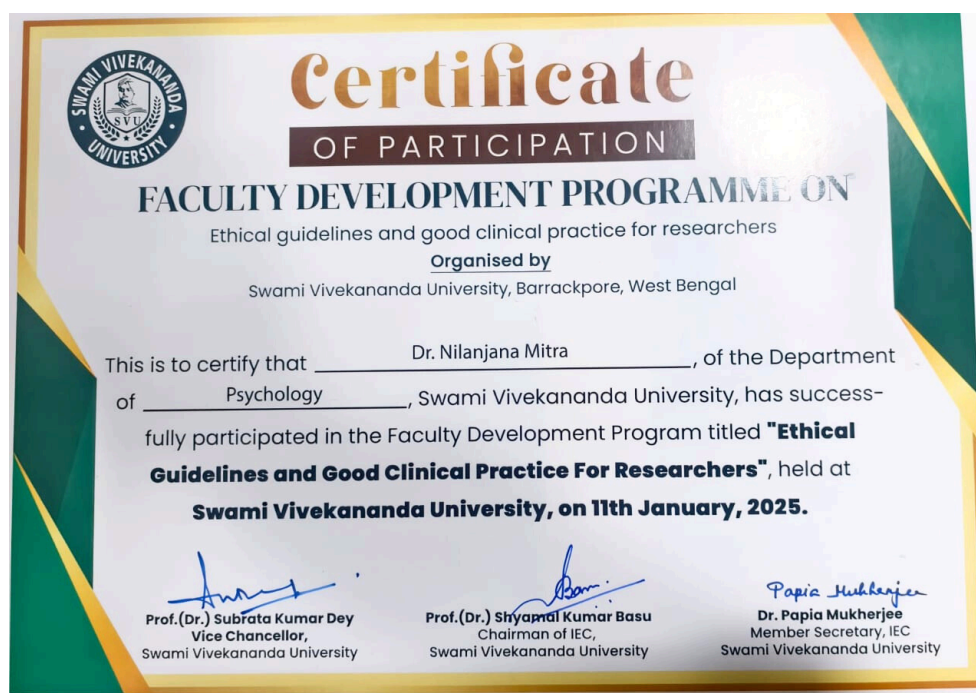 SWAMI VIVEKANANDA
SVU
UNIVERSITY
Certificate
OF PARTICIPATION
FACULTY DEVELOPMENT PROGRAMME ON
Ethical guidelines and good clinical practice for researchers
Organised by
Swami Vivekananda University, Barrackpore, West Bengal
This is to certify that Dr. Nilanjana Mitra, of the Department
of Psychology, Swami Vivekananda University, has success-
fully participated in the Faculty Development Program titled "Ethical
Guidelines and Good Clinical Practice For Researchers", held at
Swami Vivekananda University, on 11th January, 2025.
Papia Mukherjee
Prof.(Dr.) Subrata Kumar Dey
Vice Chancellor,
Swami Vivekananda University
Prof.(Dr.) Shyamal Kumar Basu
Chairman of IEC,
Swami Vivekananda University
Dr. Papia Mukherjee
Member Secretary, IEC
Swami Vivekananda University